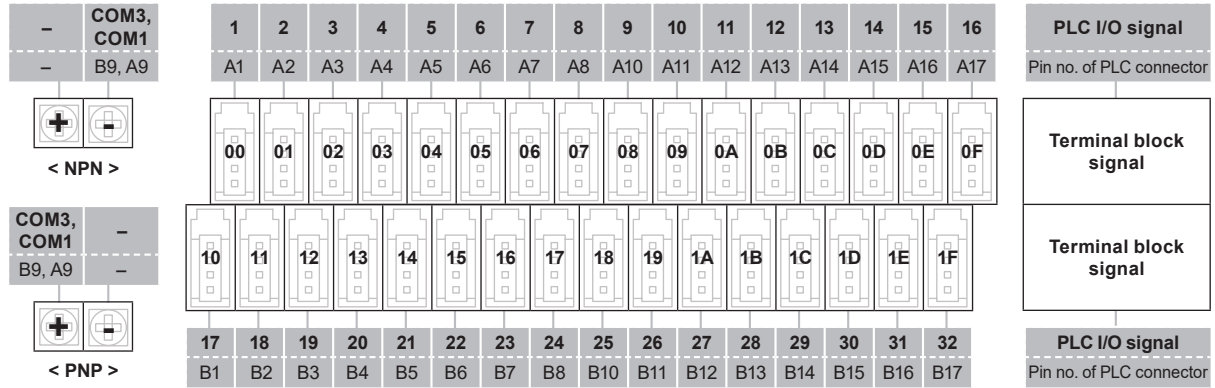 – COM3, COM1 1 2 3 4 5 6 7 8 9 10 11 12 13 14 15 16 PLC I/O signal
– B9, A9 A1 A2 A3 A4 A5 A6 A7 A8 A10 A11 A12 A13 A14 A15 A16 A17 Pin no. of PLC connector
+ -
00 01 02 03 04 05 06 07 08 09 0A 0B 0C 0D 0E 0F Terminal block signal
< NPN >
COM3, COM1 –
B9, A9 –
10 11 12 13 14 15 16 17 18 19 1A 1B 1C 1D 1E 1F Terminal block signal
+ -
17 18 19 20 21 22 23 24 25 26 27 28 29 30 31 32 PLC I/O signal
< PNP > B1 B2 B3 B4 B5 B6 B7 B8 B10 B11 B12 B13 B14 B15 B16 B17 Pin no. of PLC connector